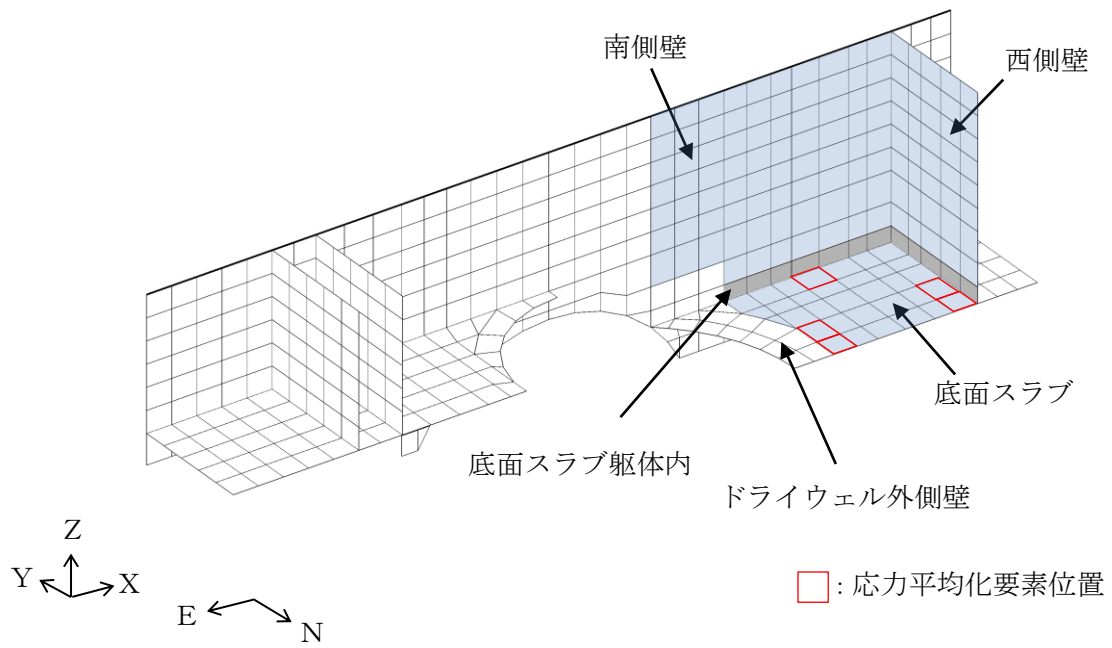 南側壁
西側壁
底面スラブ
底面スラブ躯体内
ドライウェル外側壁
Z
Y
X
E
N
: 応力平均化要素位置